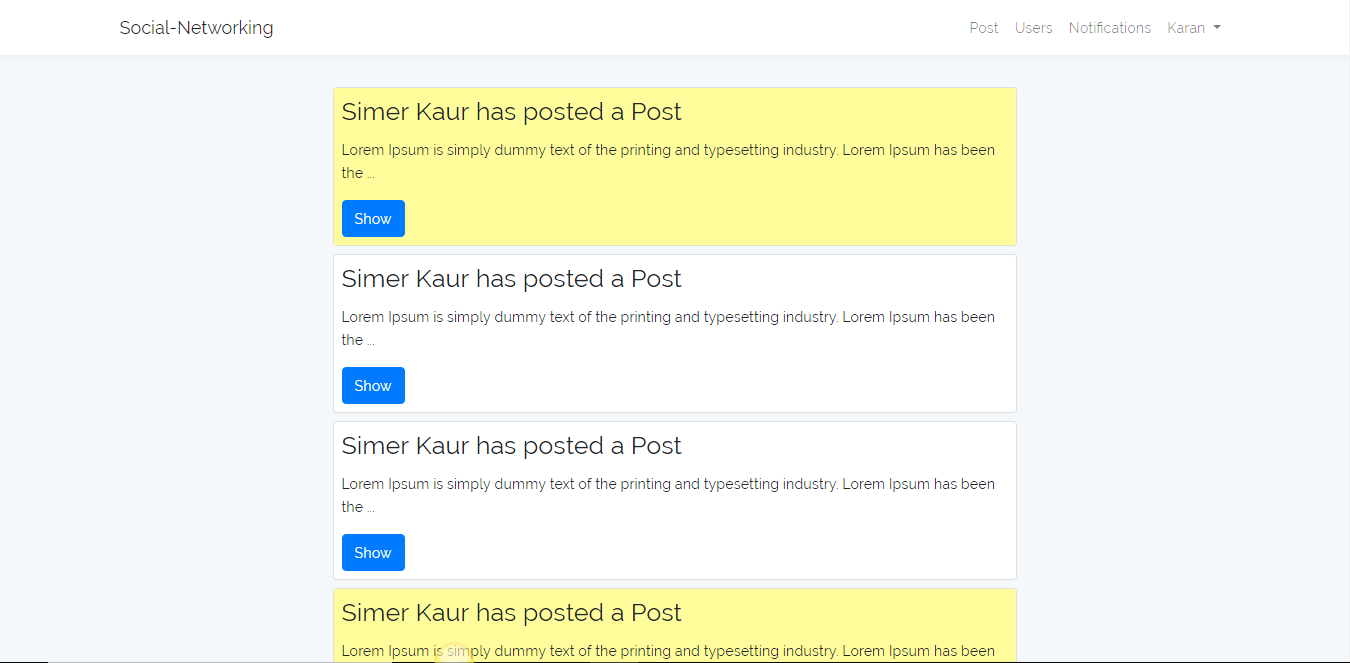 Social-Networking
Post Users Notifications Karan
Simer Kaur has posted a Post
Lorem Ipsum is simply dummy text of the printing and typesetting industry. Lorem Ipsum has been
the ...
Show
Simer Kaur has posted a Post
Lorem Ipsum is simply dummy text of the printing and typesetting industry. Lorem Ipsum has been
the ...
Show
Simer Kaur has posted a Post
Lorem Ipsum is simply dummy text of the printing and typesetting industry. Lorem Ipsum has been
the ...
Show
Simer Kaur has posted a Post
Lorem Ipsum is simply dummy text of the printing and typesetting industry. Lorem Ipsum has been